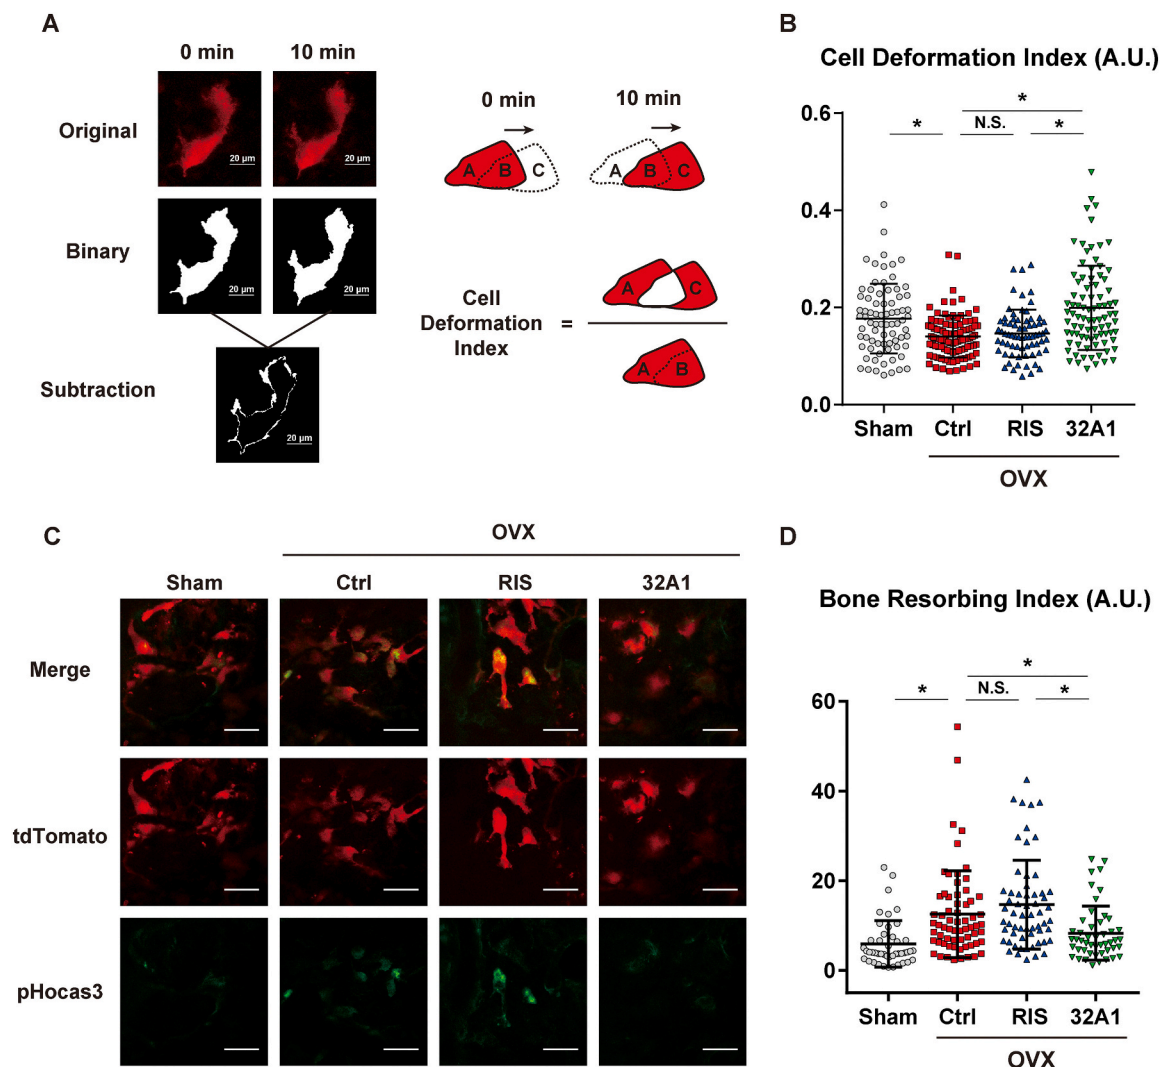 A
0 min
10 min
Original
20 µm
20 µm
Binary
20 µm
20 µm
Subtraction
20 µm
0 min
10 min
A
B
C
A
B
C
Cell
Deformation
Index
=
A
C
A
B
B
Cell Deformation Index (A.U.)
*
*
N.S.
*
0.6
0.4
0.2
0.0
Sham
Ctrl
RIS
32A1
OVX
C
OVX
Sham
Ctrl
RIS
32A1
Merge
tdTomato
pHocas3
D
Bone Resorbing Index (A.U.)
*
*
N.S.
*
60
40
20
0
Sham
Ctrl
RIS
32A1
OVX